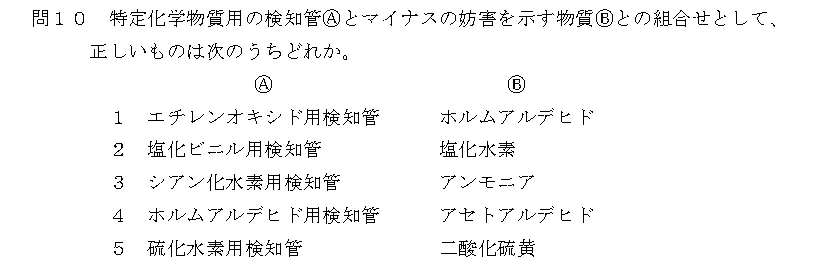 問１０　特定化学物質用の検知管Ⓐとマイナスの妨害を示す物質Ⓑとの組合せとして、
正しいものは次のうちどれか。
Ⓐ　Ⓑ
１　エチレンオキシド用検知管　ホルムアルデヒド
２　塩化ビニル用検知管　塩化水素
３　シアン化水素用検知管　アンモニア
４　ホルムアルデヒド用検知管　アセトアルデヒド
５　硫化水素用検知管　二酸化硫黄